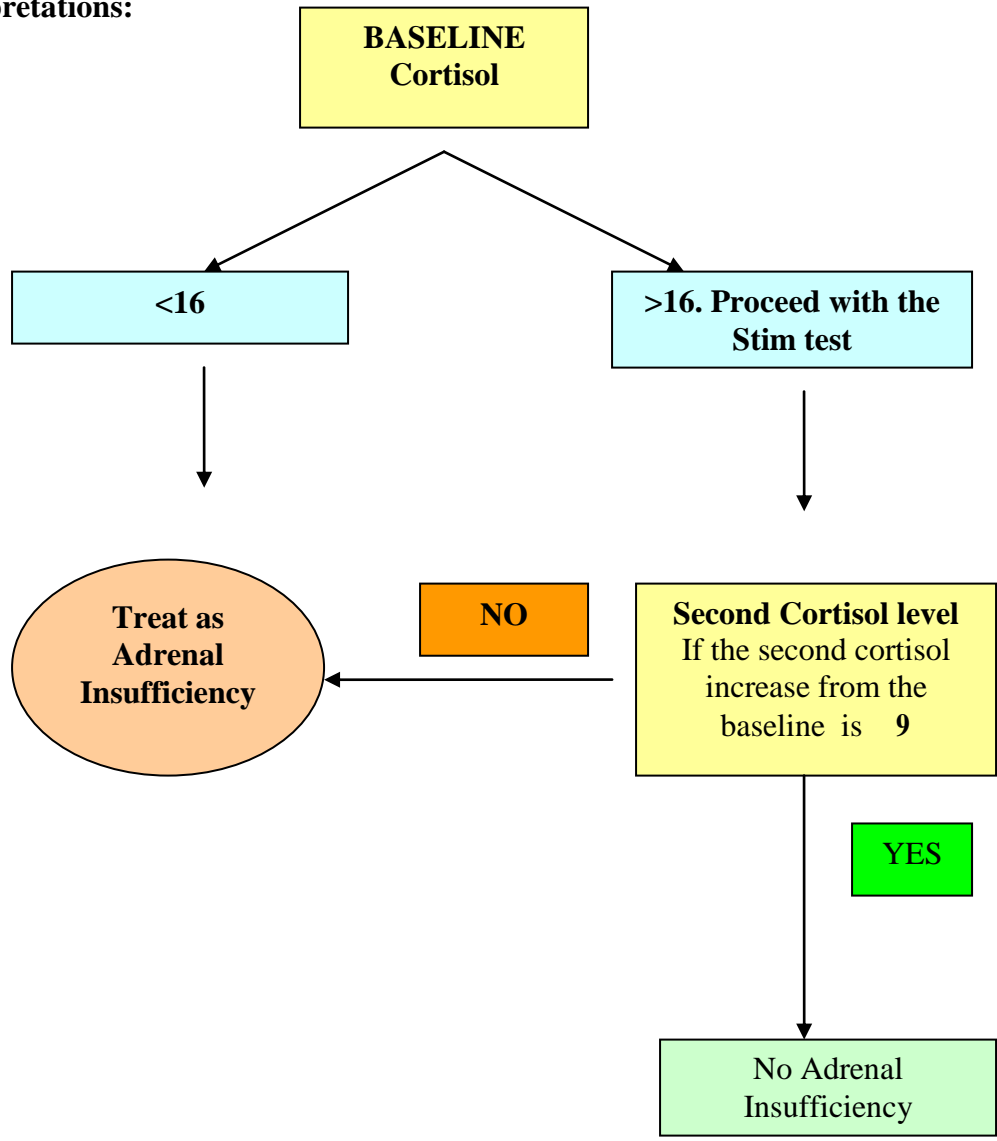 pretations:
BASELINE
Cortisol
<16
>16. Proceed with the
Stim test
Treat as
Adrenal
Insufficiency
NO
Second Cortisol level
If the second cortisol
increase from the
baseline is 9
YES
No Adrenal
Insufficiency